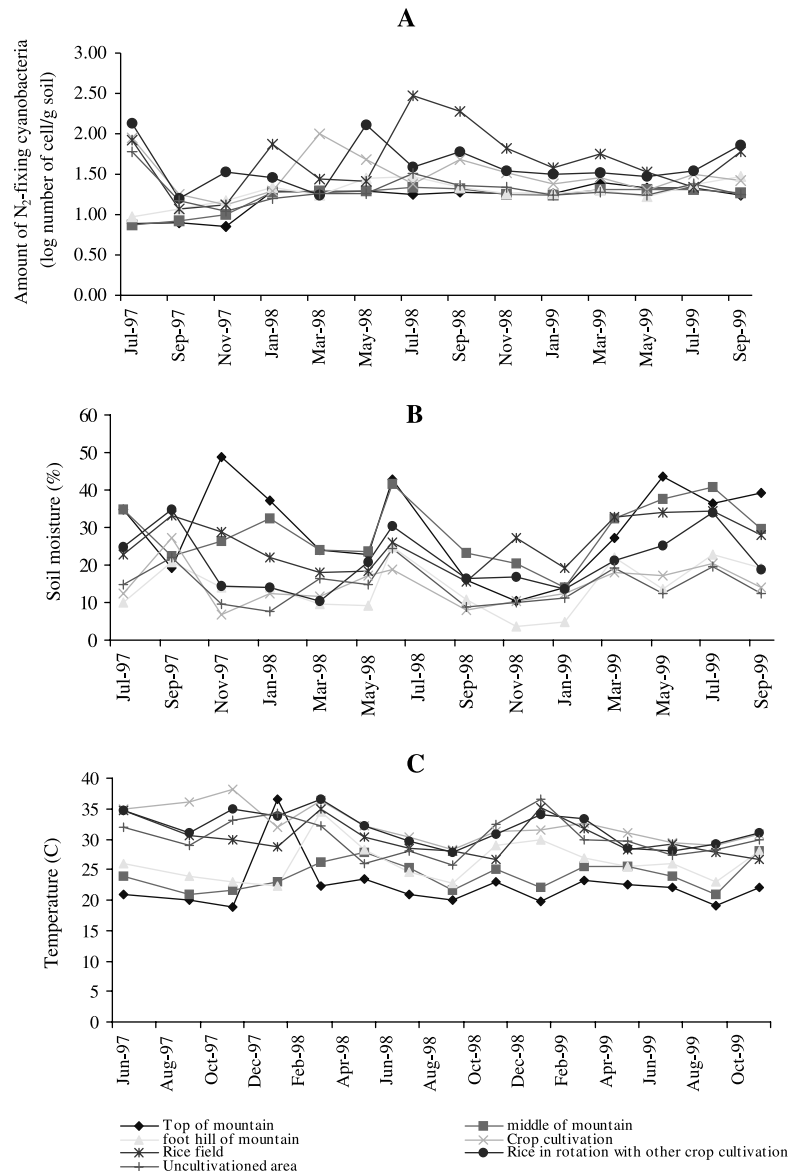 A
Amount of N2-fixing cyanobacteria
(log number of cell/g soil)
3.00
2.50
2.00
1.50
1.00
0.50
0.00
Jul-97 Sep-97 Nov-97 Jan-98 Mar-98 May-98 Jul-98 Sep-98 Nov-98 Jan-99 Mar-99 May-99 Jul-99 Sep-99
B
Soil moisture (%)
60
50
40
30
20
10
0
Jul-97 Sep-97 Nov-97 Jan-98 Mar-98 May-98 Jul-98 Sep-98 Nov-98 Jan-99 Mar-99 May-99 Jul-99 Sep-99
C
Temperature (C)
40
35
30
25
20
15
10
5
0
Jun-97 Aug-97 Oct-97 Dec-97 Feb-98 Apr-98 Jun-98 Aug-98 Oct-98 Dec-98 Feb-99 Apr-99 Jun-99 Aug-99 Oct-99
Top of mountain
middle of mountain
foot hill of mountain
Crop cultivation
Rice field
Rice in rotation with other crop cultivation
Uncultivationed area